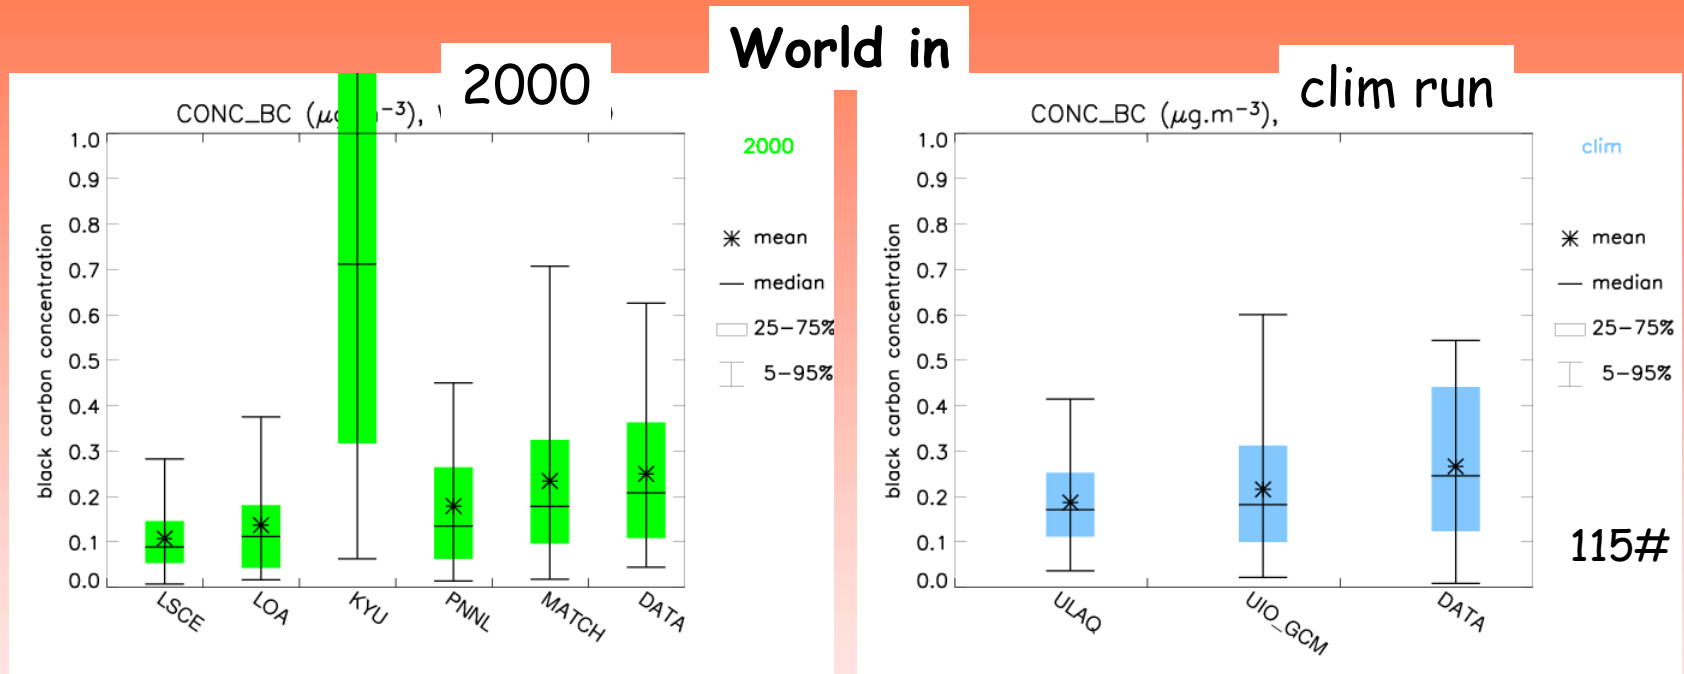 World in
2000
clim run
CONC_BC (μg.m⁻³),
1.0
0.9
0.8
0.7
0.6
0.5
0.4
0.3
0.2
0.1
0.0
black carbon concentration
LSCE
LOA
KYU
PNNL
MATCH
DATA
2000
mean
median
25-75%
5-95%
CONC_BC (μg.m⁻³),
1.0
0.9
0.8
0.7
0.6
0.5
0.4
0.3
0.2
0.1
0.0
black carbon concentration
ULAQ
UIO_GCM
DATA
clim
mean
median
25-75%
5-95%
115#